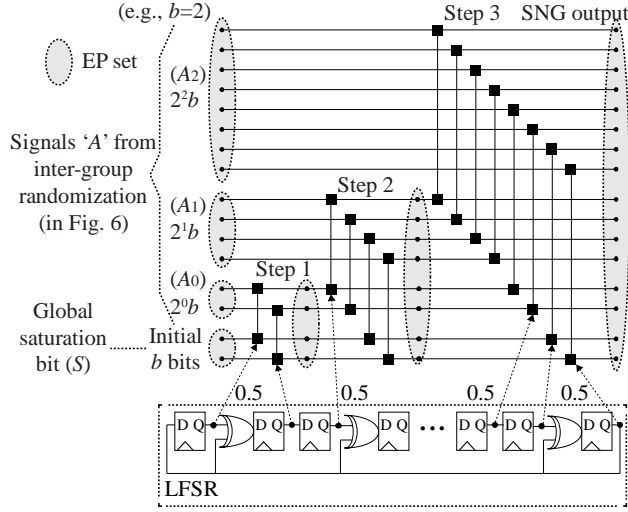 (e.g., b=2)
Step 3
SNG output
EP set
(A2)
2²b
Signals ‘A’ from
inter-group
randomization
(in Fig. 6)
(A1)
2¹b
Step 2
(A0)
2⁰b
Step 1
Global
saturation
bit (S)
Initial
b bits
0.5
0.5
0.5
0.5
D Q
D Q
D Q
D Q
D Q
D Q
D Q
LFSR